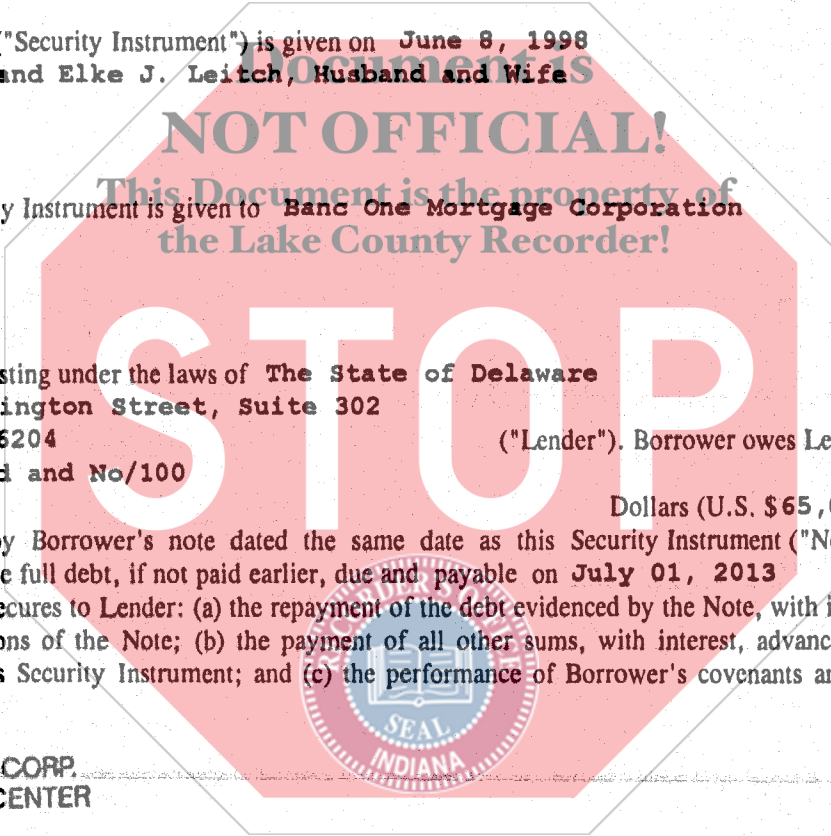 ("Security Instrument") is given on June 8, 1998
and Elke J. Leitch, Husband and Wife
Document is
NOT OFFICIAL!
This Document is the property of
y Instrument is given to Banc One Mortgage Corporation
the Lake County Recorder!
STOP
sting under the laws of The State of Delaware
ington Street, Suite 302
6204 ("Lender"). Borrower owes Le
d and No/100
Dollars (U.S. $65,
y Borrower's note dated the same date as this Security Instrument ("N
e full debt, if not paid earlier, due and payable on July 01, 2013
ecures to Lender: (a) the repayment of the debt evidenced by the Note, with i
ons of the Note; (b) the payment of all other sums, with interest, advanc
s Security Instrument; and (c) the performance of Borrower's covenants a
RECORDER'S OFFICE
SEAL
INDIANA
CORP.
CENTER